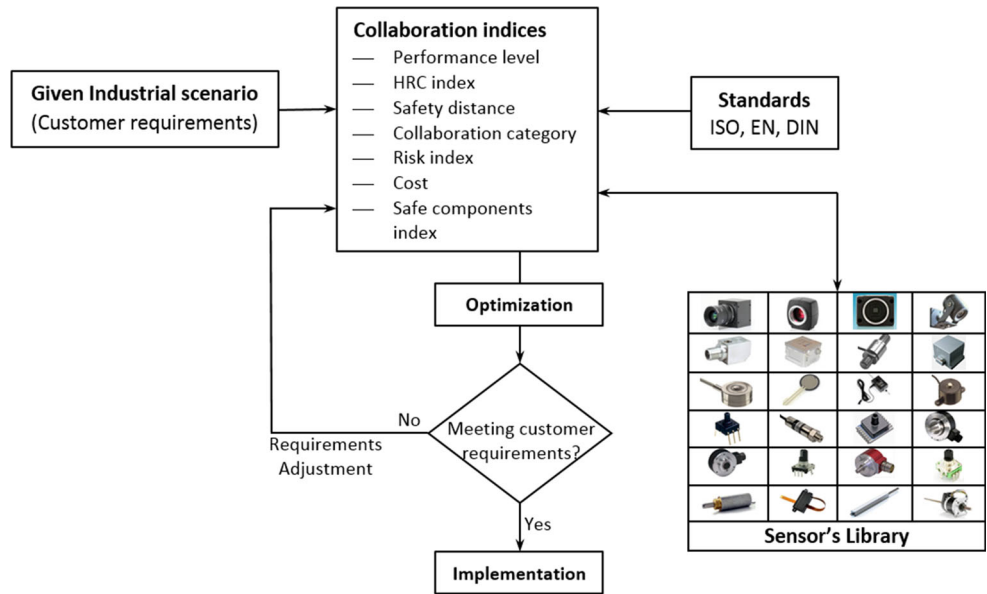 Collaboration indices
— Performance level
— HRC index
— Safety distance
— Collaboration category
— Risk index
— Cost
— Safe components
index
Given Industrial scenario
(Customer requirements)
Standards
ISO, EN, DIN
Optimization
Meeting customer
requirements?
No
Requirements
Adjustment
Yes
Implementation
Sensor's Library